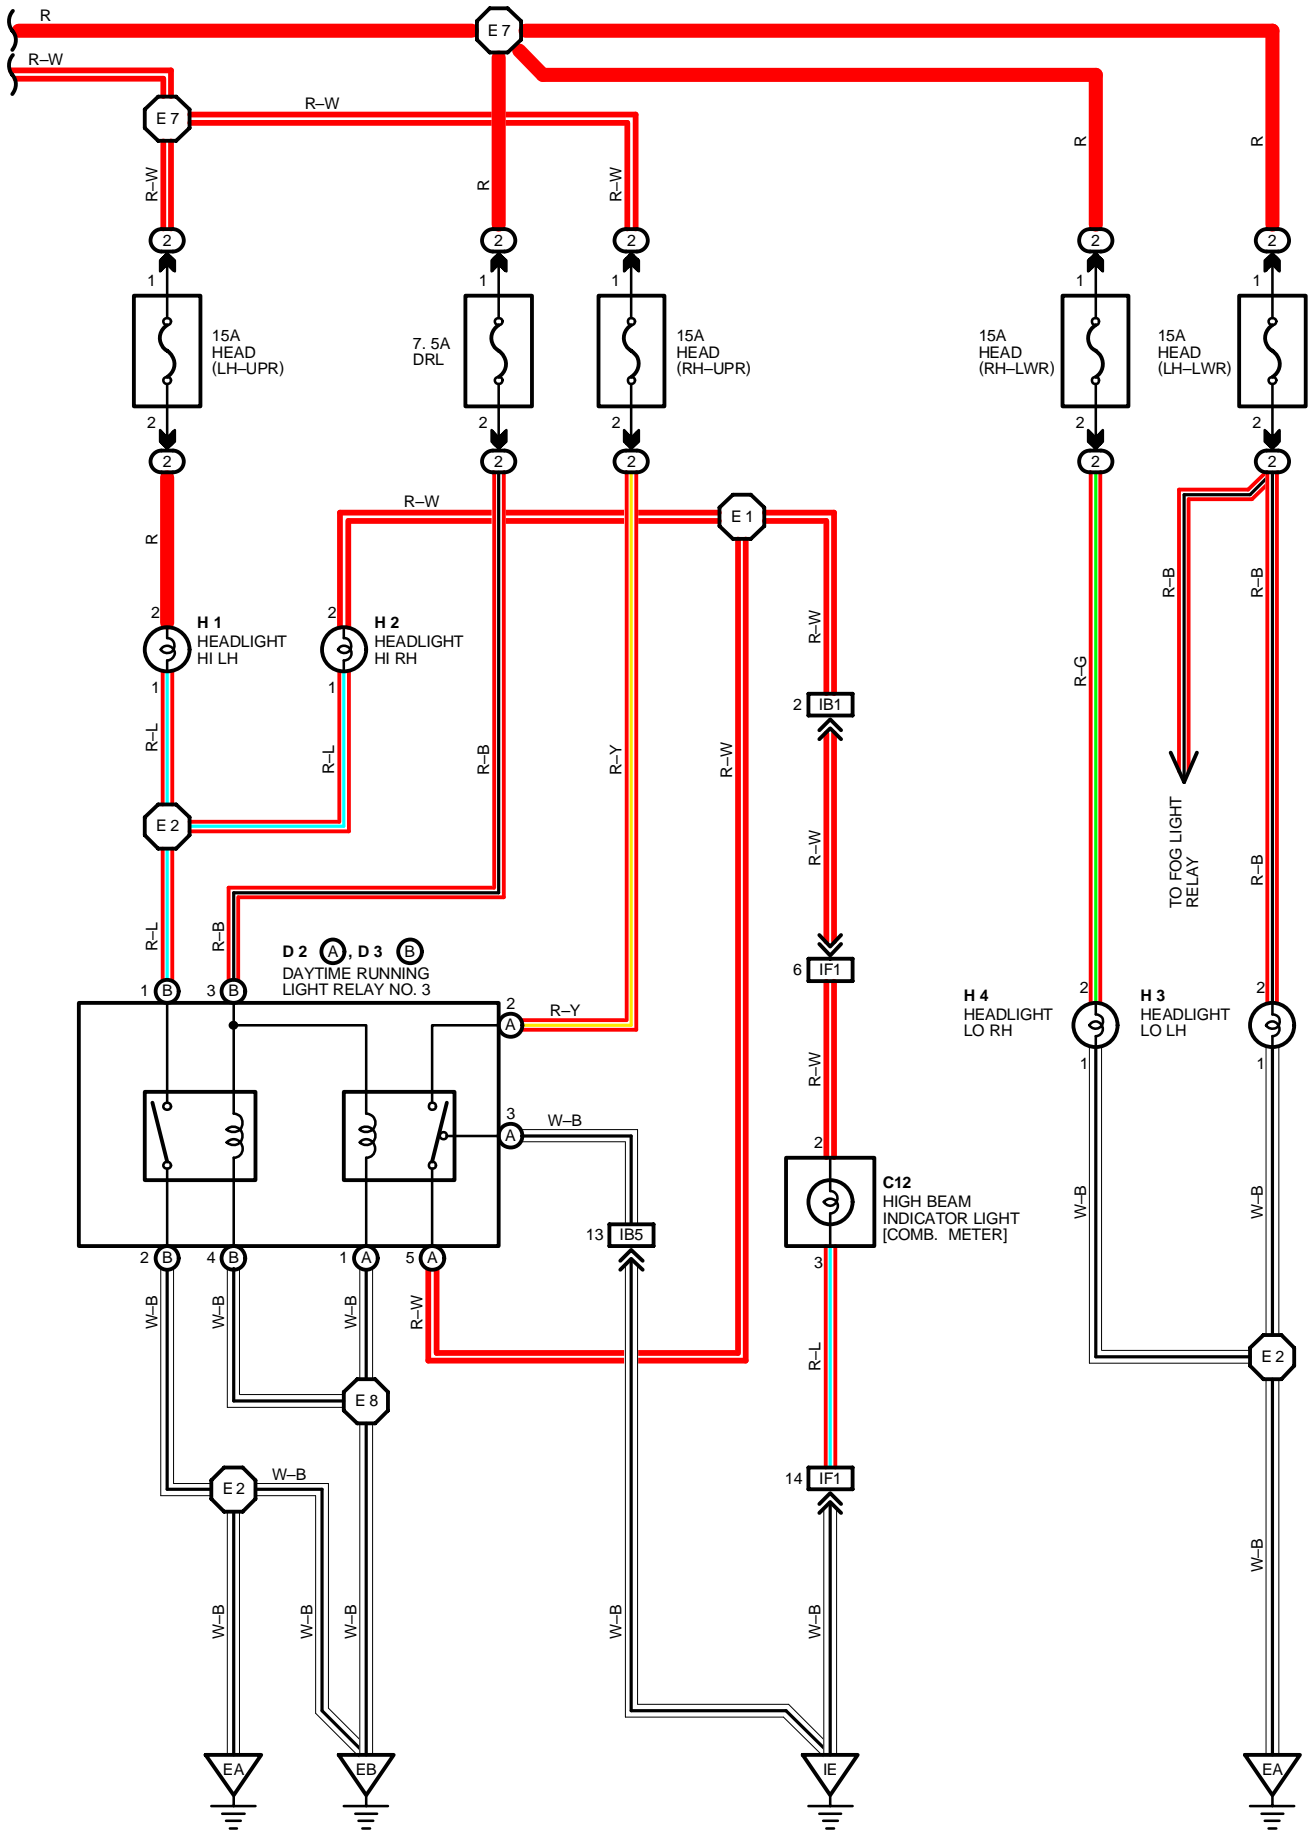 R
R–W
E 7
E 7
R–W
R–W
R
R–W
R
R
2
2
2
2
2
1
1
1
1
1
15A
HEAD
(LH–UPR)
7. 5A
DRL
15A
HEAD
(RH–UPR)
15A
HEAD
(RH–LWR)
15A
HEAD
(LH–LWR)
2
2
2
2
2
2
2
2
2
2
R–W
E 1
R
R–B
R–B
2
H 1
HEADLIGHT
HI LH
2
H 2
HEADLIGHT
HI RH
R–W
R–G
1
1
2
IB1
R–L
R–L
R–B
R–Y
R–W
E 2
R–W
TO FOG LIGHT
RELAY
R–B
R–L
R–B
D 2
A
, D 3
B
DAYTIME RUNNING
LIGHT RELAY NO. 3
6
IF1
1
B
3
B
2
A
R–Y
H 4
HEADLIGHT
LO RH
2
H 3
HEADLIGHT
LO LH
2
R–W
1
1
3
A
W–B
2
C12
HIGH BEAM
INDICATOR LIGHT
[COMB. METER]
W–B
W–B
13
IB5
2
B
4
B
1
A
5
A
3
W–B
W–B
W–B
R–W
R–L
E 2
E 8
E 2
W–B
14
IF1
W–B
W–B
W–B
W–B
W–B
W–B
EA
EB
IE
EA